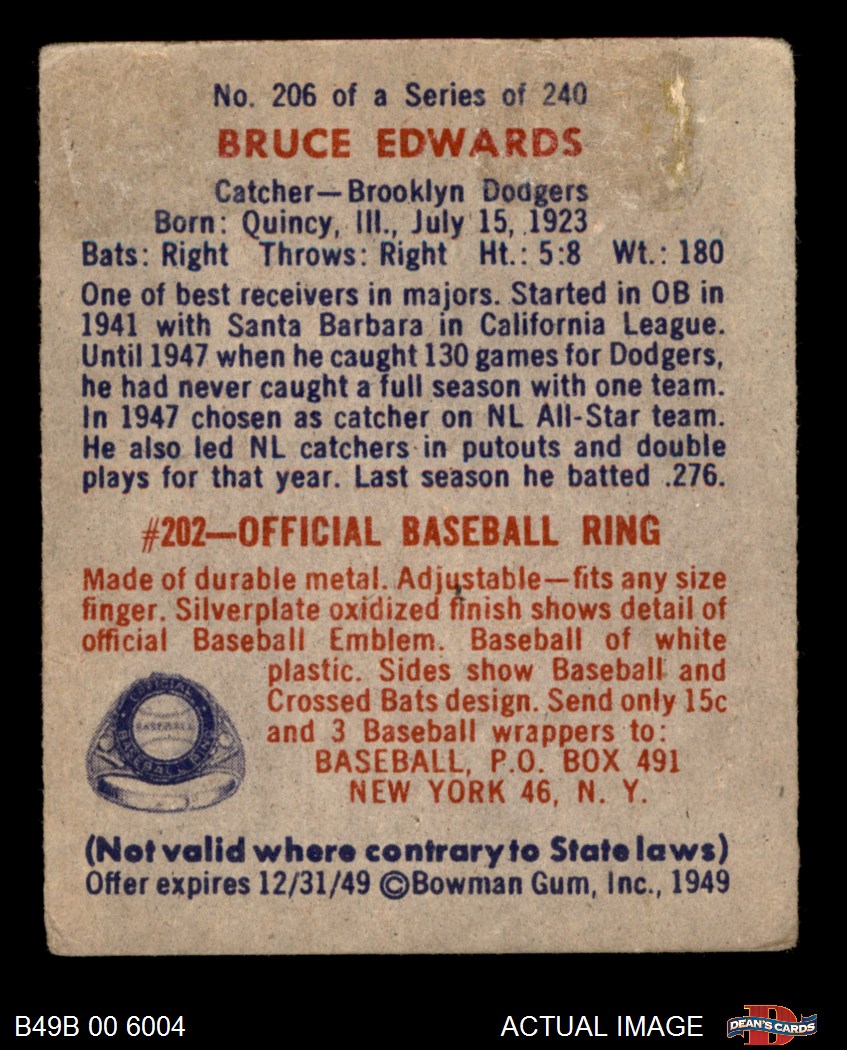 No. 206 of a Series of 240
BRUCE EDWARDS
Catcher—Brooklyn Dodgers
Born: Quincy, Ill., July 15, 1923
Bats: Right Throws: Right Ht.: 5:8 Wt.: 180
One of best receivers in majors. Started in OB in
1941 with Santa Barbara in California League.
Until 1947 when he caught 130 games for Dodgers,
he had never caught a full season with one team.
In 1947 chosen as catcher on NL All-Star team.
He also led NL catchers in putouts and double
plays for that year. Last season he batted .276.
#202—OFFICIAL BASEBALL RING
Made of durable metal. Adjustable—fits any size
finger. Silverplate oxidized finish shows detail of
official Baseball Emblem. Baseball of white
plastic. Sides show Baseball and
Crossed Bats design. Send only 15c
and 3 Baseball wrappers to:
BASEBALL, P.O. BOX 491
NEW YORK 46, N. Y.
OFFICIAL
BASEBALL
BASEBALL RING
(Not valid where contrary to State laws)
Offer expires 12/31/49 ©Bowman Gum, Inc., 1949
B49B 00 6004
ACTUAL IMAGE
D
DEAN'S CARDS